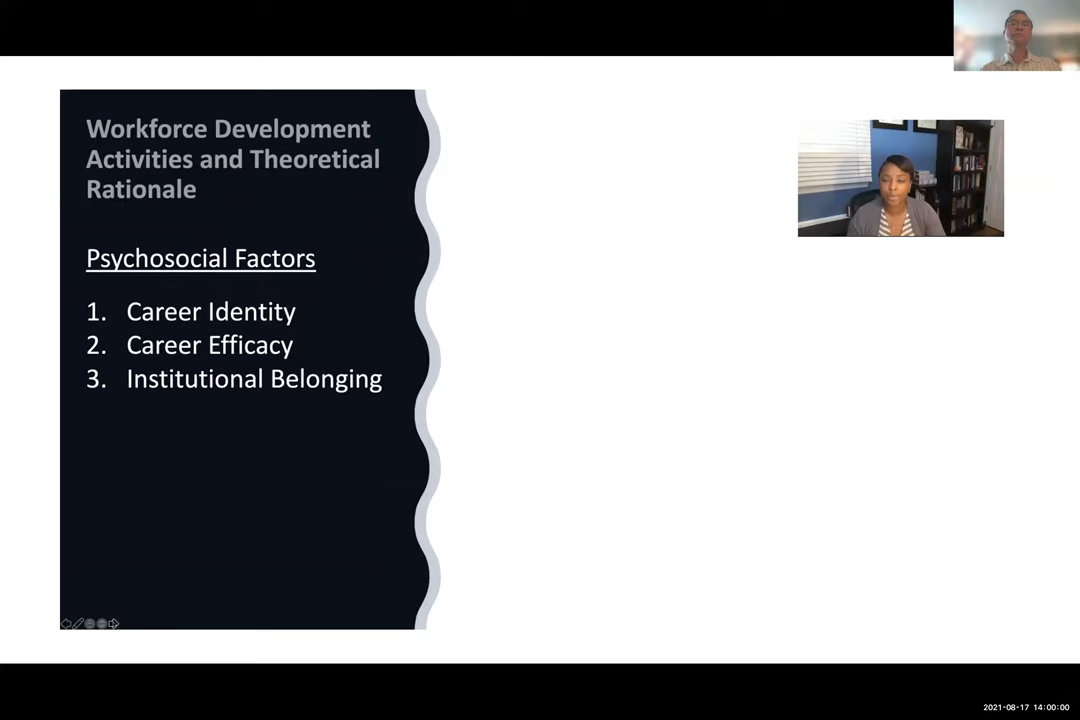 Workforce Development
Activities and Theoretical
Rationale
Psychosocial Factors
1. Career Identity
2. Career Efficacy
3. Institutional Belonging
2021-08-17 14:00:00